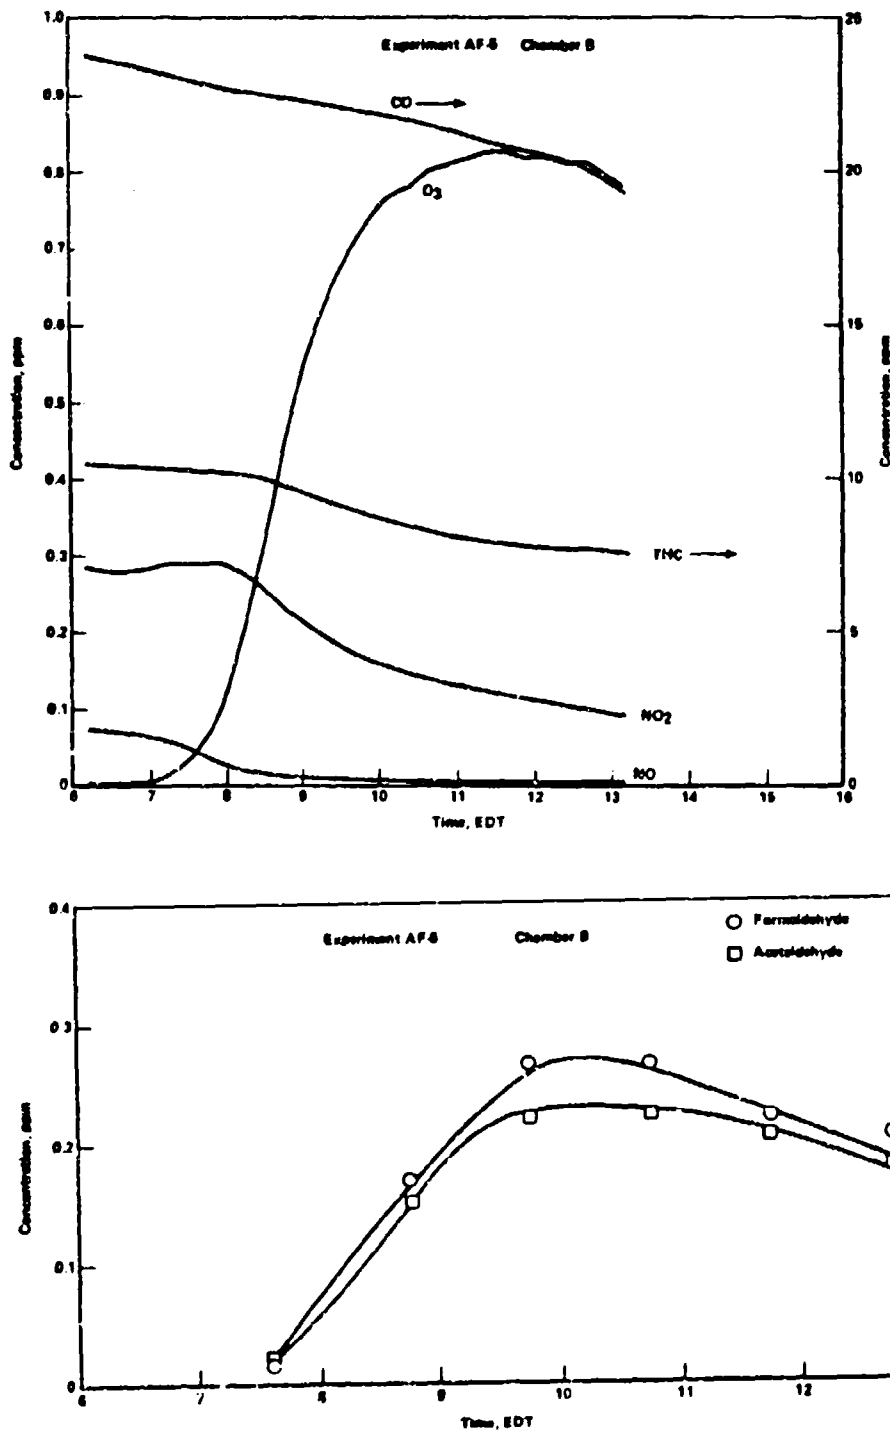 Experiment AF-5 Chamber B
1.0
0.9
0.8
0.7
0.6
0.5
0.4
0.3
0.2
0.1
0
25
20
15
10
5
0
CO
O3
THC
NO2
NO
Concentration, ppm
Concentration, ppm
6 7 8 9 10 11 12 13 14 15 16
Time, EDT
Experiment AF-5 Chamber B
Formaldehyde
Acetaldehyde
0.4
0.3
0.2
0.1
0
Concentration, ppm
6 7 8 9 10 11 12
Time, EDT